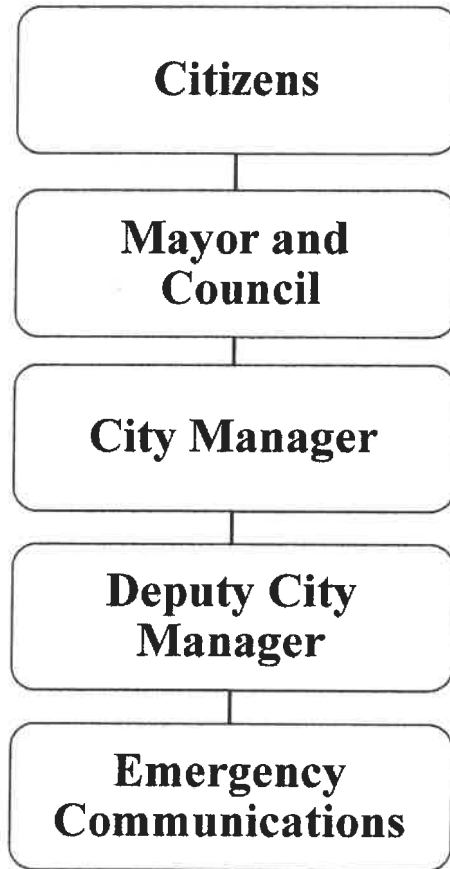 Citizens
Mayor and
Council
City Manager
Deputy City
Manager
Emergency
Communications